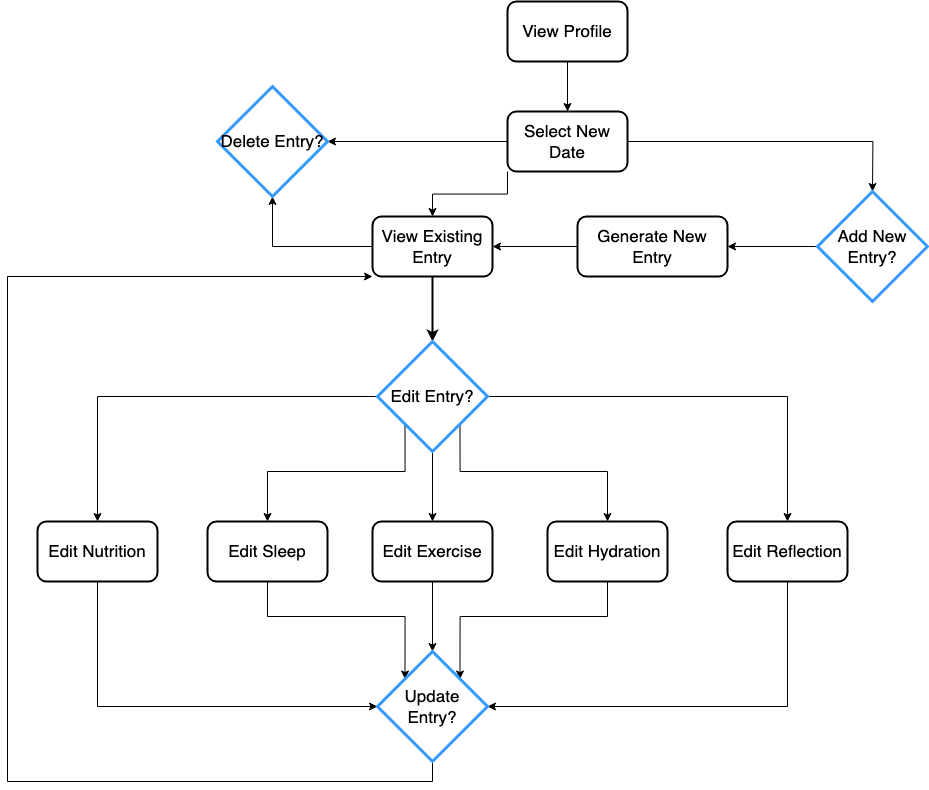 View Profile
Select New
Date
Delete Entry?
View Existing
Entry
Generate New
Entry
Add New
Entry?
Edit Entry?
Edit Nutrition
Edit Sleep
Edit Exercise
Edit Hydration
Edit Reflection
Update
Entry?